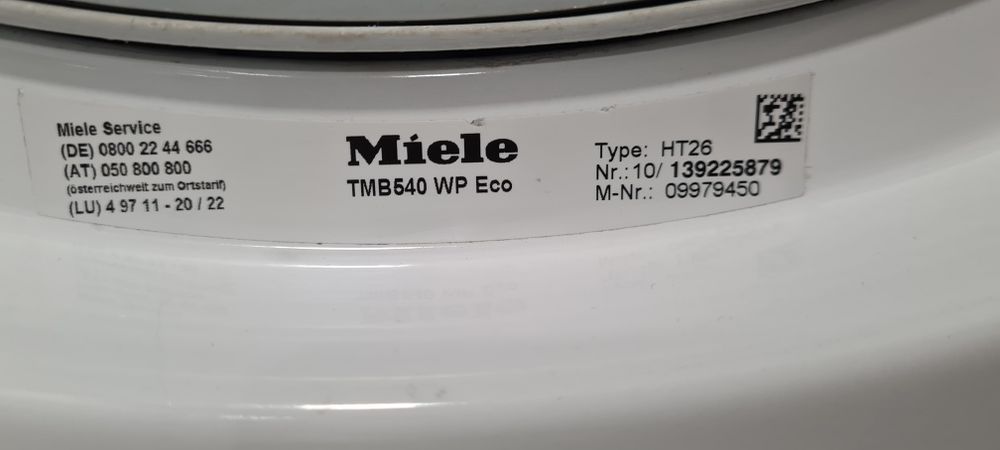 Miele Service
(DE) 0800 22 44 666
(AT) 050 800 800
(österreichweit zum Ortstarif)
(LU) 4 97 11 - 20 / 22
Miele
TMB540 WP Eco
Type: HT26
Nr.: 10/ 139225879
M-Nr.: 09979450